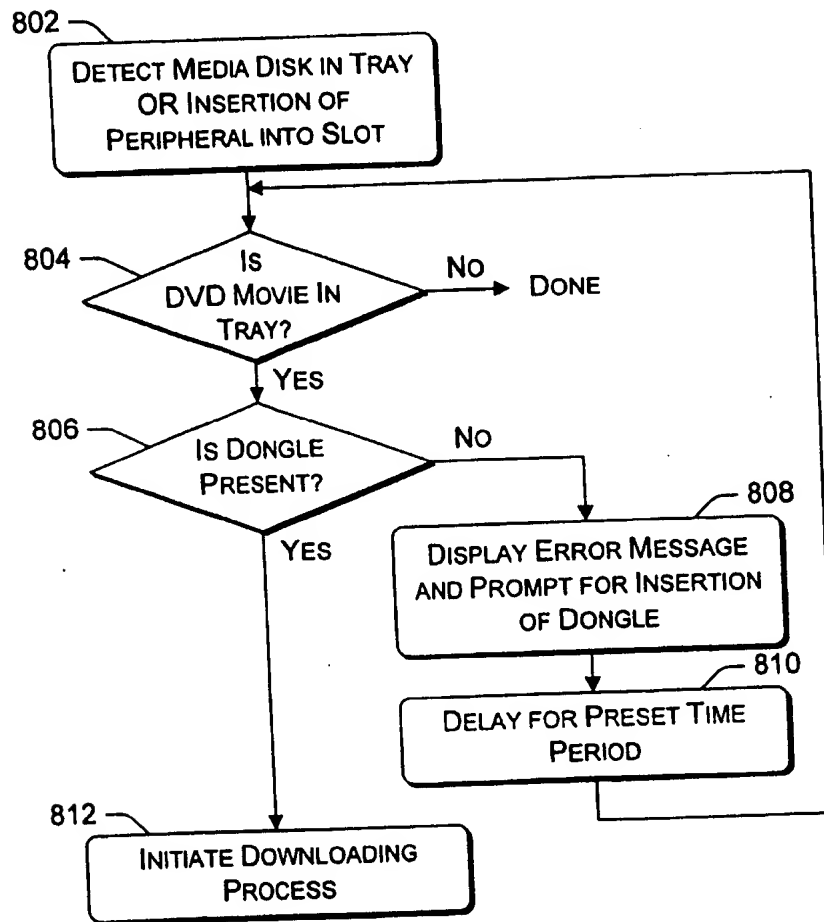 802
DETECT MEDIA DISK IN TRAY
OR INSERTION OF
PERIPHERAL INTO SLOT
804
IS
DVD MOVIE IN
TRAY?
NO
DONE
YES
806
IS DONGLE
PRESENT?
NO
YES
808
DISPLAY ERROR MESSAGE
AND PROMPT FOR INSERTION
OF DONGLE
810
DELAY FOR PRESET TIME
PERIOD
812
INITIATE DOWNLOADING
PROCESS